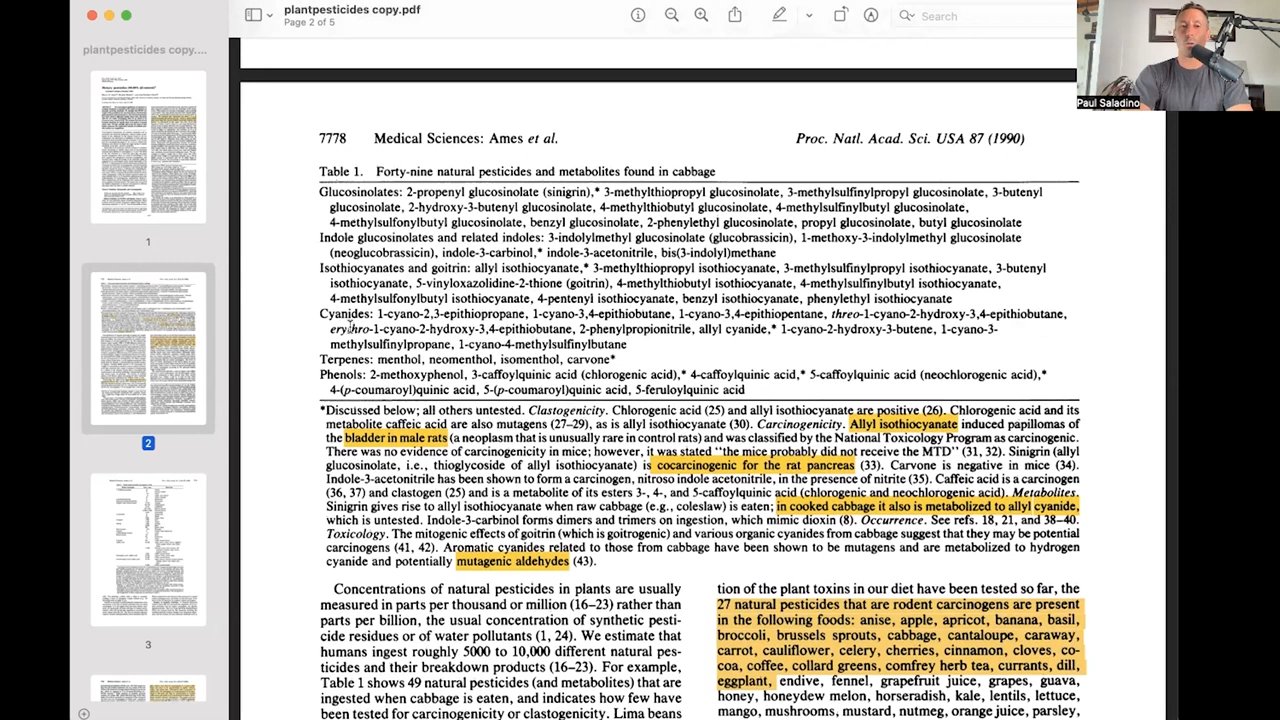 plantpesticides copy.pdf
Page 2 of 5
Search
Paul Saladino
plantpesticides copy....
1
2
3
7778 Medical Sciences: Ames et al.
Proc. Natl. Acad. Sci. USA 87 (1990)
Table 1. Forty-nine natural pesticides and metabolites found in cabbage
Glucosinolates: 2-propenyl glucosinolate (sinigrin),* 3-methylthiopropyl glucosinolate, 3-methylsulfinylpropyl glucosinolate, 3-butenyl
glucosinolate, 2-hydroxy-3-butenyl glucosinolate, 4-methylthiobutyl glucosinolate, 4-methylsulfinylbutyl glucosinolate,
4-methylsulfonylbutyl glucosinolate, benzyl glucosinolate, 2-phenylethyl glucosinolate, propyl glucosinolate, butyl glucosinolate
Indole glucosinolates and related indoles: 3-indolylmethyl glucosinolate (glucobrassicin), 1-methoxy-3-indolylmethyl glucosinolate
(neoglucobrassicin), indole-3-carbinol,* indole-3-acetonitrile, bis(3-indolyl)methane
Isothiocyanates and goitrin: allyl isothiocyanate,* 3-methylthiopropyl isothiocyanate, 3-methylsulfinylpropyl isothiocyanate, 3-butenyl
isothiocyanate, 5-vinyloxazolidine-2-thione (goitrin), 4-methylthiobutyl isothiocyanate, 4-methylsulfinylbutyl isothiocyanate,
4-methylsulfonylbutyl isothiocyanate, 4-pentenyl isothiocyanate, benzyl isothiocyanate, phenylethyl isothiocyanate
Cyanides: 1-cyano-2,3-epithiopropane, 1-cyano-3,4-epithiobutane, 1-cyano-3,4-epithiopentane, threo-1-cyano-2-hydroxy-3,4-epithiobutane,
erythro-1-cyano-2-hydroxy-3,4-epithiobutane, 2-phenylpropionitrile, allyl cyanide,* 1-cyano-2-hydroxy-3-butene, 1-cyano-3-
methylsulfinylpropane, 1-cyano-4-methylsulfinylbutane
Terpenes: menthol, neomenthol, isomenthol, carvone*
Phenols: 2-methoxyphenol, 3-caffoylquinic acid (chlorogenic acid),* 4-caffoylquinic acid,* 5-caffoylquinic acid (neochlorogenic acid),*
4-(p-coumaroyl)quinic acid, 5-(p-coumaroyl)quinic acid, 5-feruloylquinic acid
*Discussed below; all others untested. Clastogenicity. Chlorogenic acid (25) and allyl isothiocyanate are positive (26). Chlorogenic acid and its
metabolite caffeic acid are also mutagens (27–29), as is allyl isothiocyanate (30). Carcinogenicity. Allyl isothiocyanate induced papillomas of
the bladder in male rats (a neoplasm that is unusually rare in control rats) and was classified by the National Toxicology Program as carcinogenic.
There was no evidence of carcinogenicity in mice; however, it was stated "the mice probably did not receive the MTD" (31, 32). Sinigrin (allyl
glucosinolate, i.e., thioglycoside of allyl isothiocyanate) is cocarcinogenic for the rat pancreas (33). Carvone is negative in mice (34).
Indole-3-acetonitrile has been shown to form a carcinogen, nitroso indole acetonitrile, in the presence of nitrite (35). Caffeic acid is a carcinogen
(36, 37) and clastogen (25) and is a metabolite of its esters 3-, 4-, and 5-caffoylquinic acid (chlorogenic and neochlorogenic acid). Metabolites.
Sinigrin gives rise to allyl isothiocyanate when raw cabbage (e.g., coleslaw) is eaten; in cooked cabbage it also is metabolized to allyl cyanide,
which is untested. Indole-3-carbinol forms dimers and trimers on ingestion, which mimic dioxin (8). Occurrence. See refs. 18, 21, and 38–40.
Toxicology. The mitogenic effects of goitrin (which is goitrogenic) and various organic cyanides from cabbage suggest that they may be potential
carcinogens (41, 42). Aromatic cyanides related to those from cabbage have been shown to be mutagens and are metabolized to hydrogen
cyanide and potentially mutagenic aldehydes (43).
Concentrations of natural pesticides in plants are usually
measured in parts per thousand or million (16–23) rather than
parts per billion, the usual concentration of synthetic pesti-
cide residues or of water pollutants (1, 24). We estimate that
humans ingest roughly 5000 to 10,000 different natural pes-
ticides and their breakdown products (16–23). For example,
Table 1 shows 49 natural pesticides (and metabolites) that are
ingested when cabbage is eaten, and indicates how few have
been tested for carcinogenicity or clastogenicity. Lima beans
tion of the plant toxins in our diet have been tested so far, the
27 natural pesticides that are rodent carcinogens are present
in the following foods: anise, apple, apricot, banana, basil,
broccoli, brussels sprouts, cabbage, cantaloupe, caraway,
carrot, cauliflower, celery, cherries, cinnamon, cloves, co-
coa, coffee, collard greens, comfrey herb tea, currants, dill,
eggplant, endive, fennel, grapefruit juice, grapes, guava,
honey, honeydew melon, horseradish, kale, lentils, lettuce,
mango, mushrooms, mustard, nutmeg, orange juice, parsley,